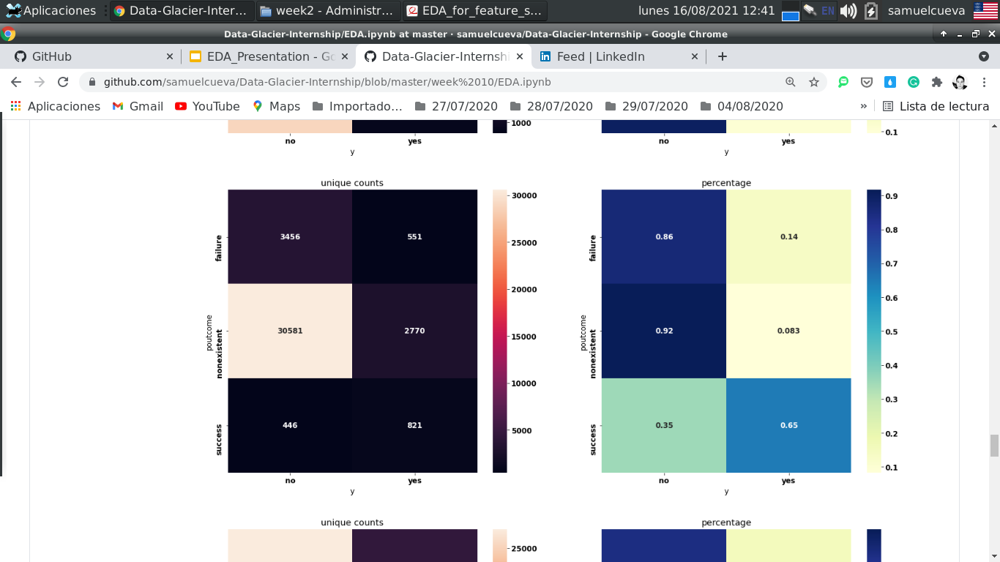 Aplicaciones
Data-Glacier-Inter…
week2 - Administr…
EDA_for_feature_s…
lunes 16/08/2021 12:41
EN
samuelcueva
Data-Glacier-Internship/EDA.ipynb at master · samuelcueva/Data-Glacier-Internship - Google Chrome
GitHub
EDA_Presentation - Go
Data-Glacier-Internshi
Feed | LinkedIn
github.com/samuelcueva/Data-Glacier-Internship/blob/master/week%2010/EDA.ipynb
Aplicaciones
Gmail
YouTube
Maps
Importado…
27/07/2020
28/07/2020
29/07/2020
04/08/2020
»
Lista de lectura
1000
0.1
no yes
y
no yes
y
unique counts
failure
nonexistent
success
poutcome
3456 551
30581 2770
446 821
no yes
y
30000
25000
20000
15000
10000
5000
percentage
failure
nonexistent
success
poutcome
0.86 0.14
0.92 0.083
0.35 0.65
no yes
y
0.9
0.8
0.7
0.6
0.5
0.4
0.3
0.2
0.1
unique counts
25000
percentage